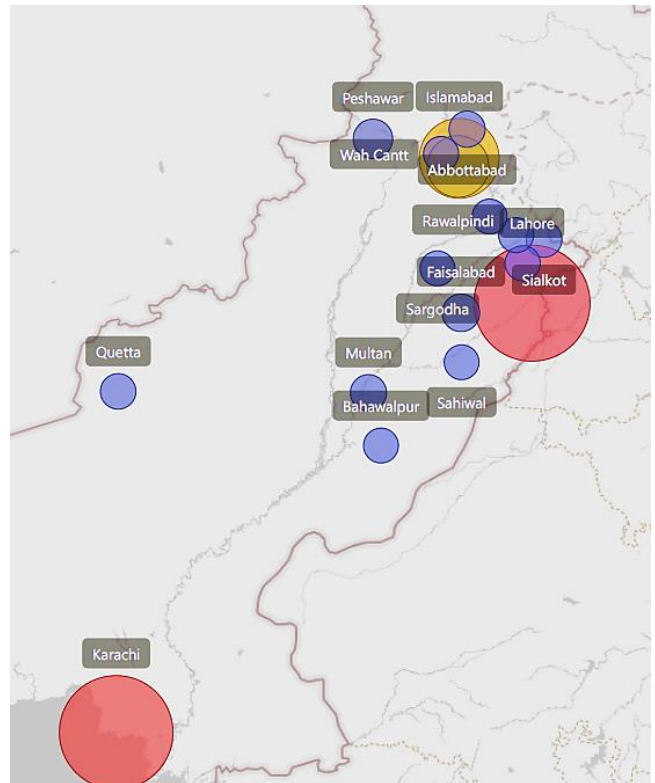 Peshawar
Islamabad
Wah Cantt
Abbottabad
Rawalpindi
Lahore
Faisalabad
Sialkot
Sargodha
Quetta
Multan
Bahawalpur
Sahiwal
Karachi